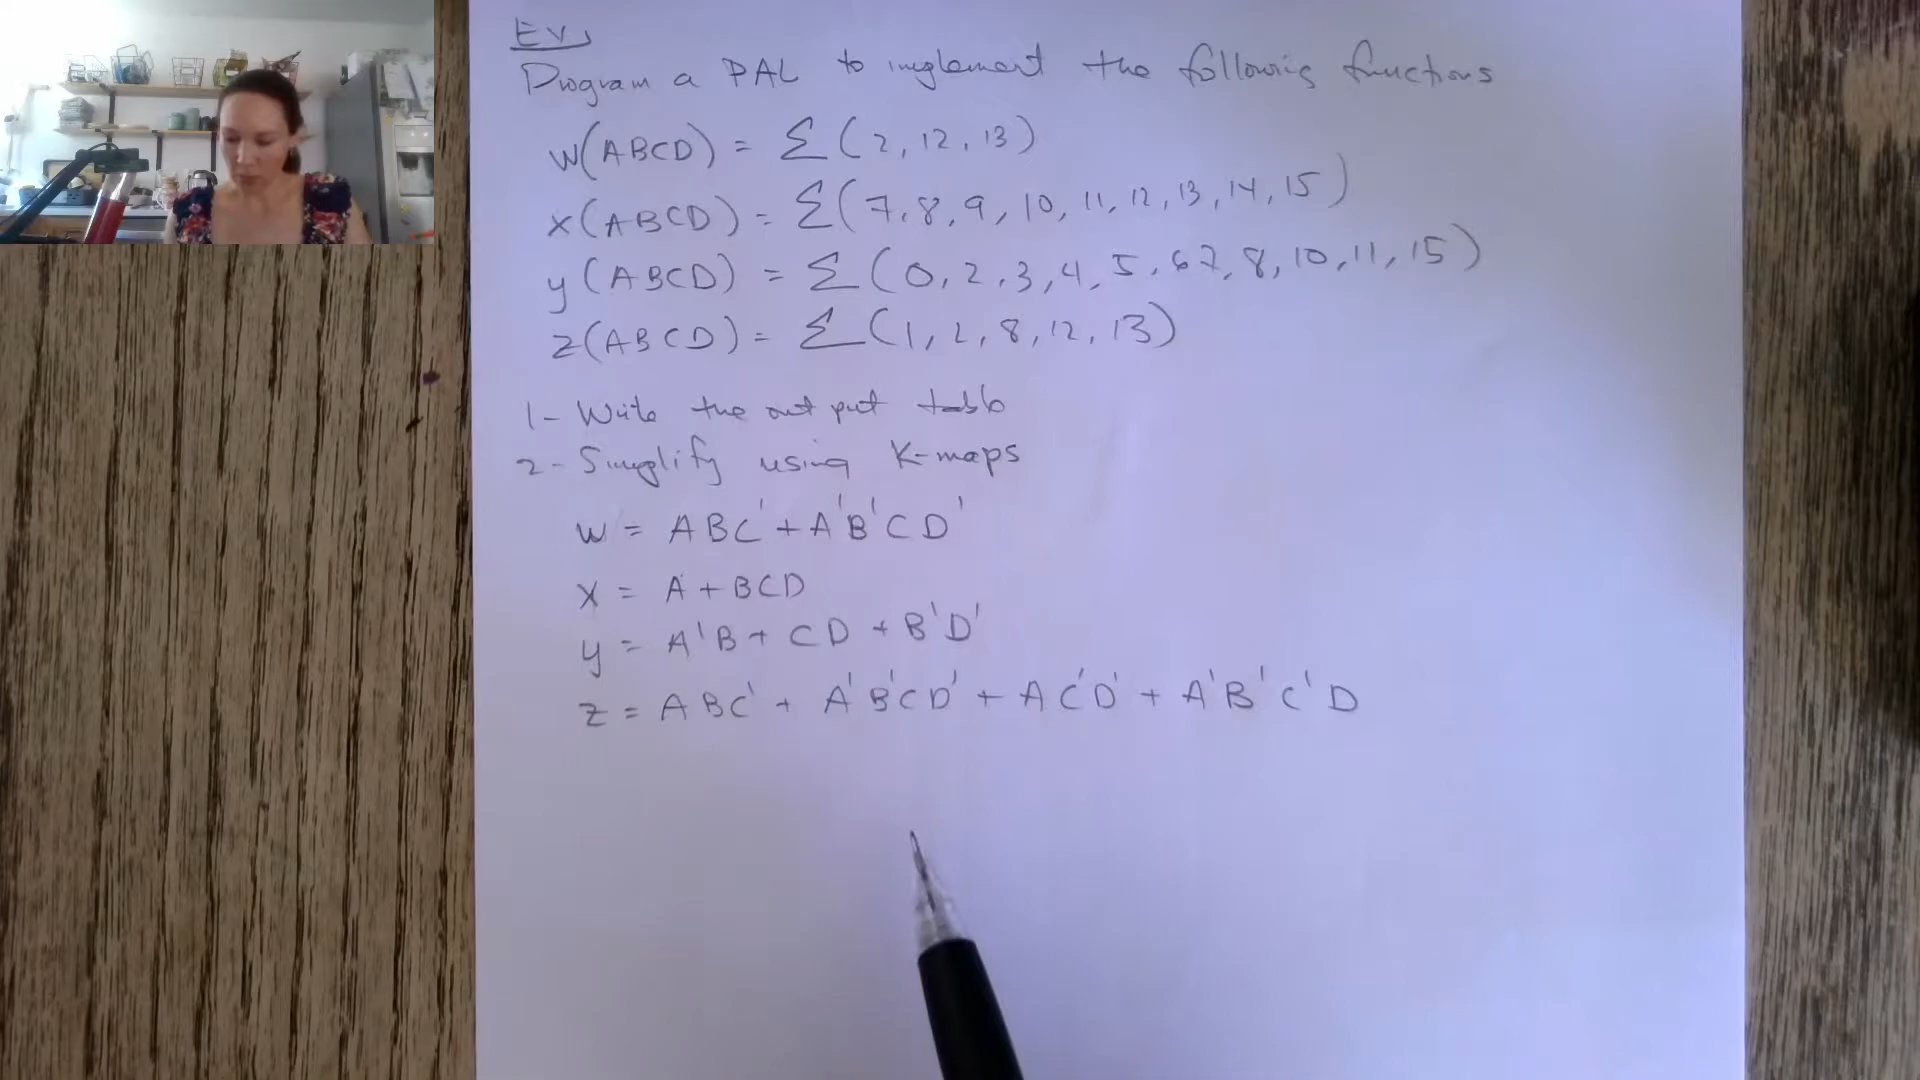 Ex,
Program a PAL to implement the following functions
W(ABCD) = Σ(2, 12, 13)
X(ABCD) = Σ(7, 8, 9, 10, 11, 12, 13, 14, 15)
y(ABCD) = Σ(0, 2, 3, 4, 5, 6 7, 8, 10, 11, 15)
z(ABCD) = Σ(1, 2, 8, 12, 13)
1- Write the out put table
2- Simplify using K-maps
W = ABC' + A'B'CD'
X = A + BCD
y = A'B + CD + B'D'
z = ABC' + A'B'CD' + AC'D' + A'B'C'D